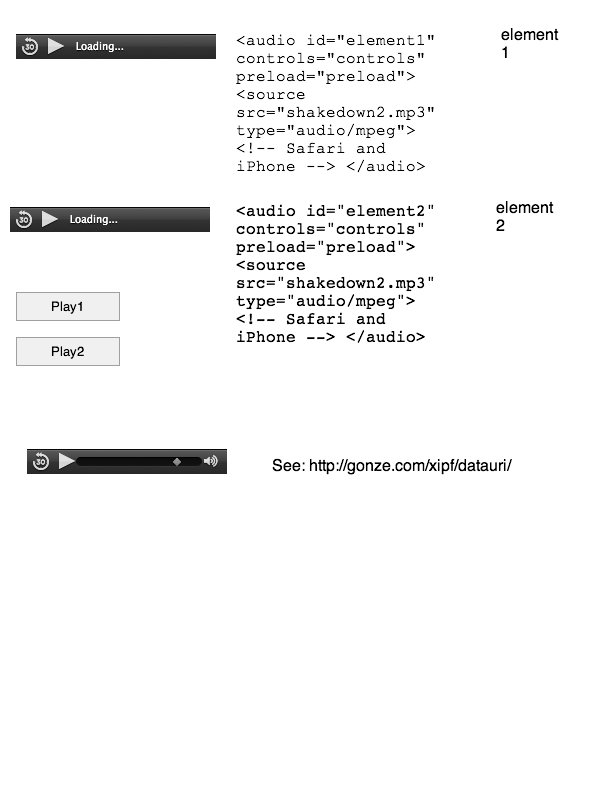 30 Loading...
<audio id="element1"
controls="controls"
preload="preload">
<source
src="shakedown2.mp3"
type="audio/mpeg">
<!-- Safari and
iPhone --> </audio>
element
1
30 Loading...
<audio id="element2"
controls="controls"
preload="preload">
<source
src="shakedown2.mp3"
type="audio/mpeg">
<!-- Safari and
iPhone --> </audio>
element
2
Play1
Play2
30
See: http://gonze.com/xipf/datauri/